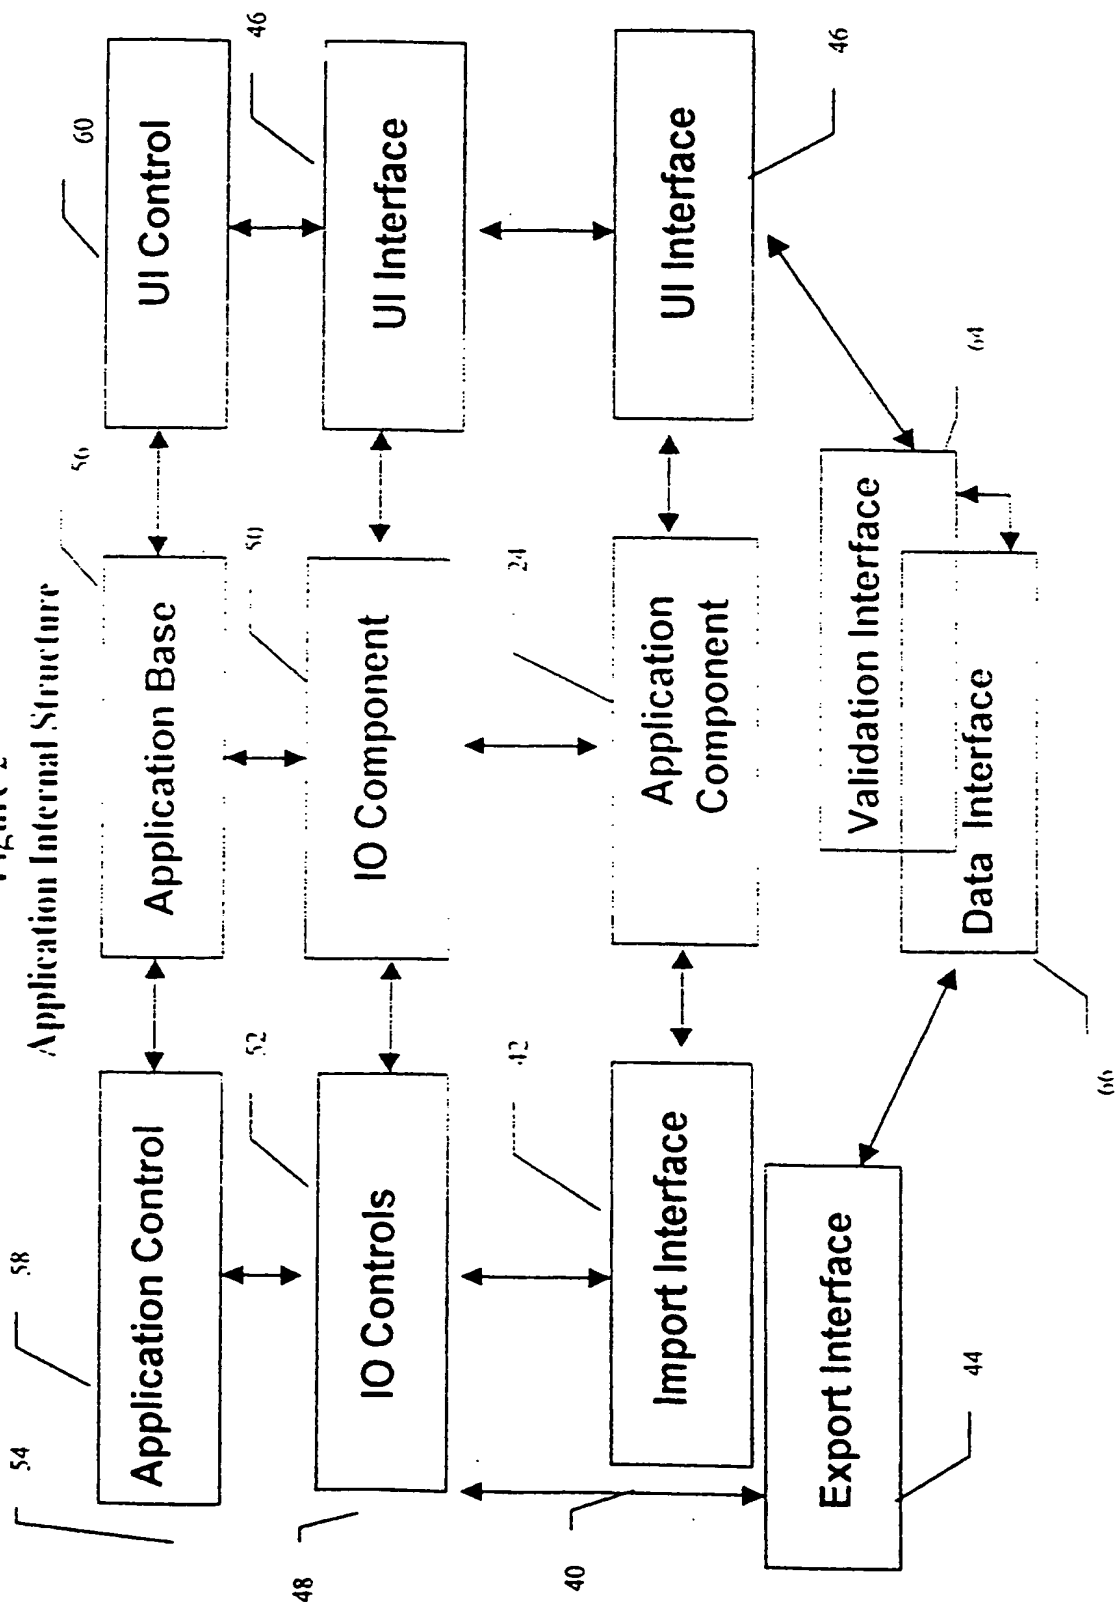 Figure 2
Application Internal Structure
54
58
Application Control
56
Application Base
60
UI Control
48
52
IO Controls
50
IO Component
46
UI Interface
40
42
Import Interface
24
Application
Component
UI Interface
46
Export Interface
44
Validation Interface
64
Data Interface
66